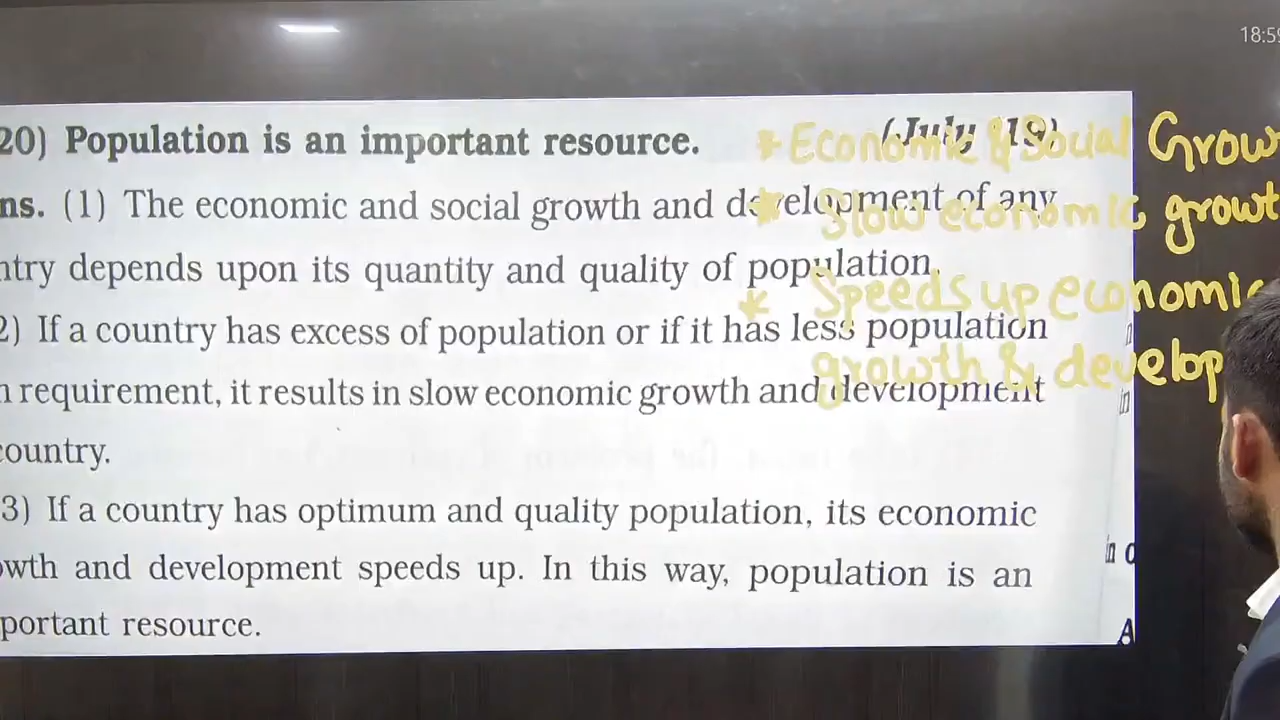 18:59
20) Population is an important resource. (July '19)
ns. (1) The economic and social growth and development of any
ntry depends upon its quantity and quality of population.
2) If a country has excess of population or if it has less population
n requirement, it results in slow economic growth and development
country.
3) If a country has optimum and quality population, its economic
owth and development speeds up. In this way, population is an
portant resource.
* Economic & Social Grow
* Slow economic growt
* Speeds up economic
growth & develop
in
in
A